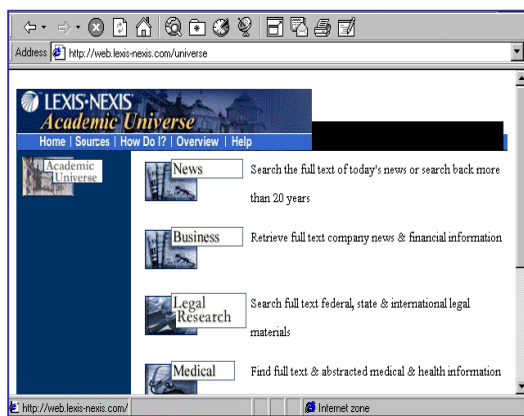 Address http://web.lexis-nexis.com/universe
LEXIS·NEXIS
Academic Universe
Home | Sources | How Do I? | Overview | Help
Academic
Universe
News
Search the full text of today's news or search back more
than 20 years
Business
Retrieve full text company news & financial information
Legal
Research
Search full text federal, state & international legal
materials
Medical
Find full text & abstracted medical & health information
http://web.lexis-nexis.com/
Internet zone